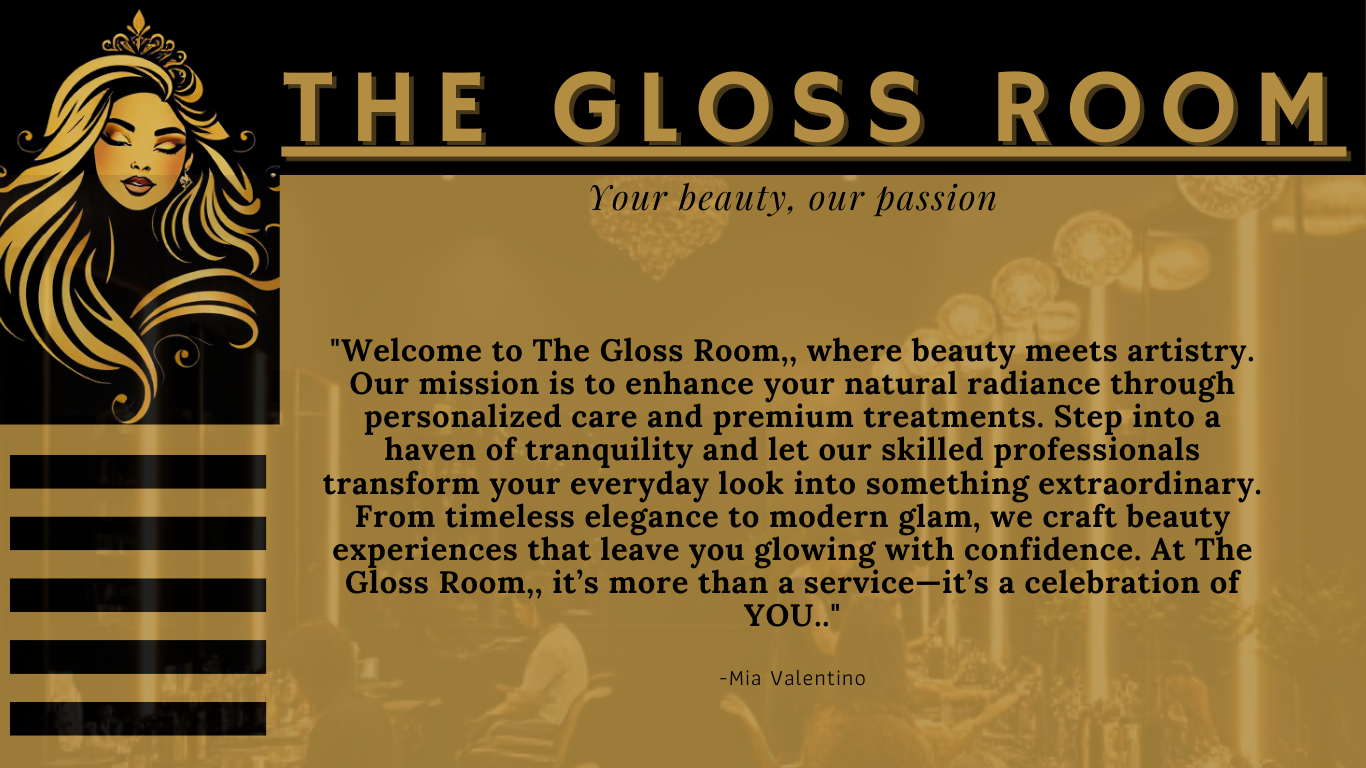 THE GLOSS ROOM
Your beauty, our passion
"Welcome to The Gloss Room,, where beauty meets artistry.
Our mission is to enhance your natural radiance through
personalized care and premium treatments. Step into a
haven of tranquility and let our skilled professionals
transform your everyday look into something extraordinary.
From timeless elegance to modern glam, we craft beauty
experiences that leave you glowing with confidence. At The
Gloss Room,, it’s more than a service—it’s a celebration of
YOU.."
-Mia Valentino